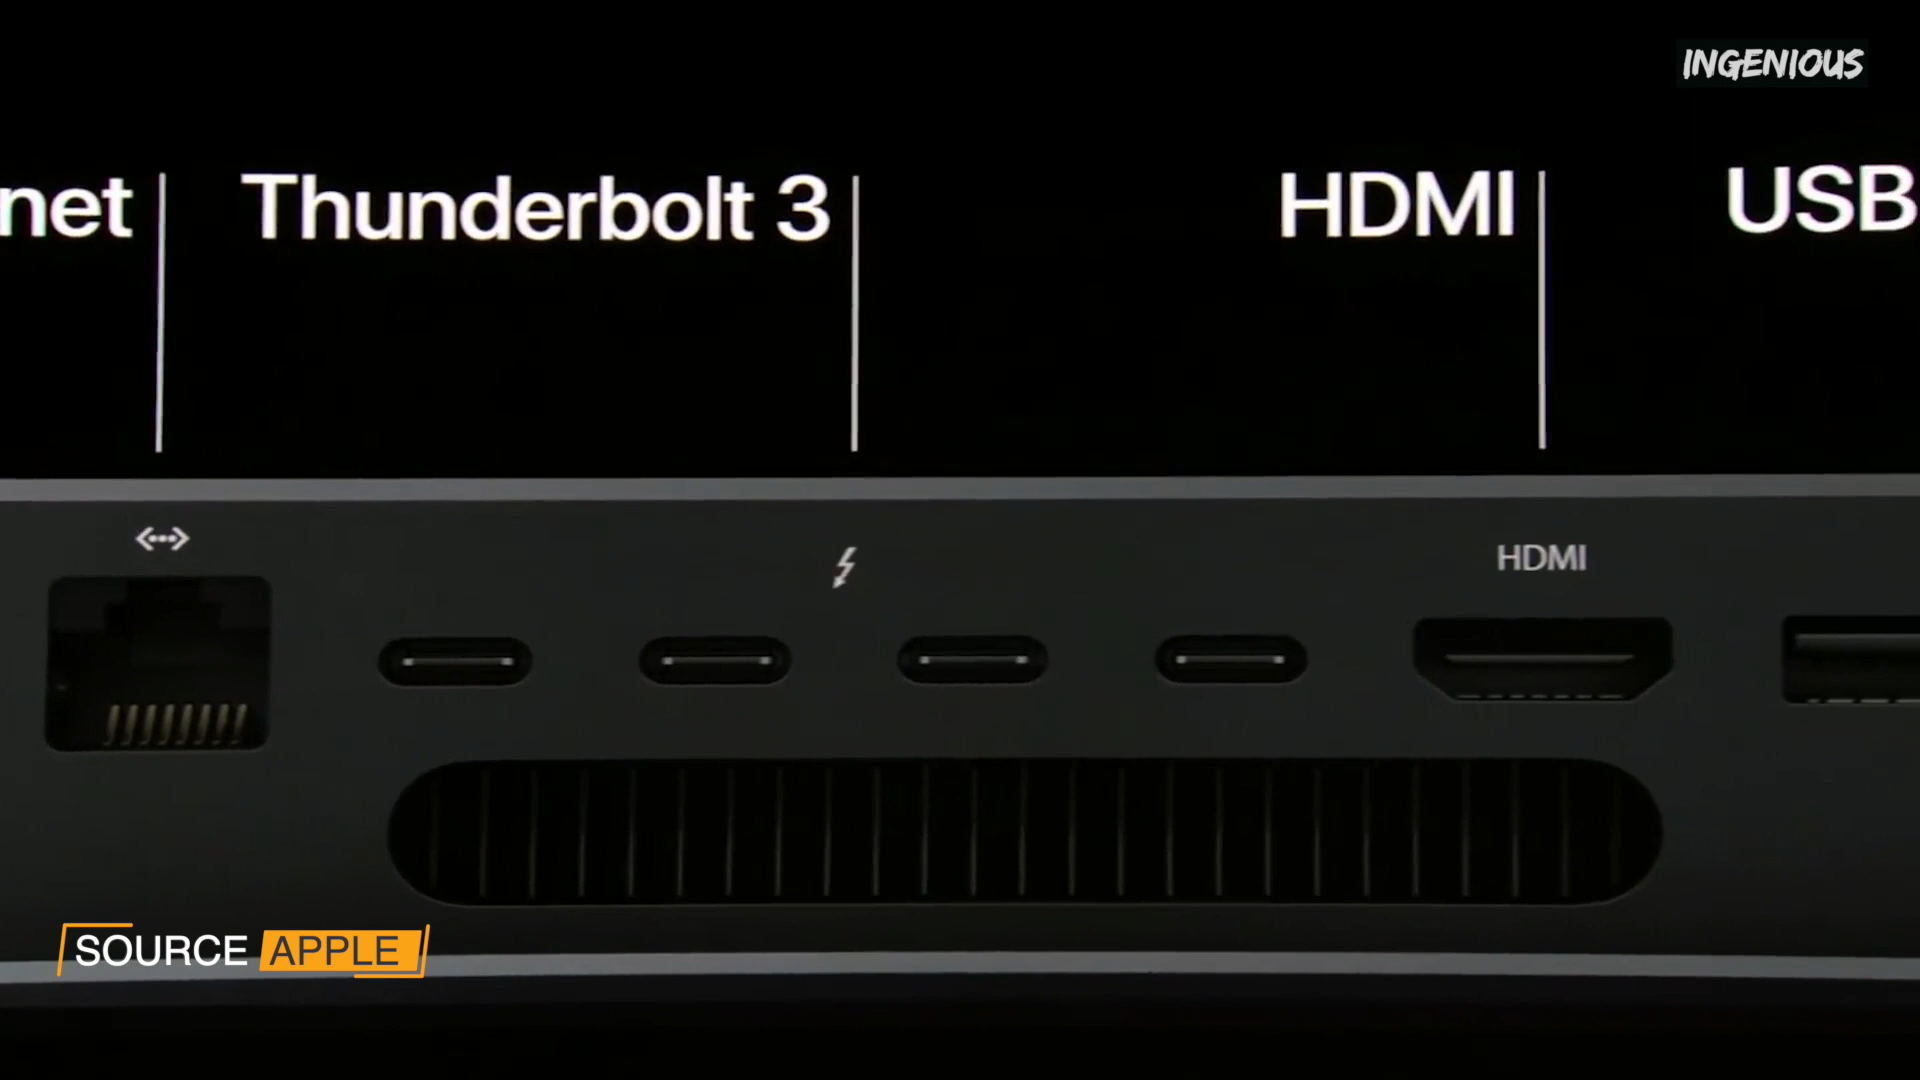 INGENIOUS
net
Thunderbolt 3
HDMI
USB
HDMI
SOURCE APPLE